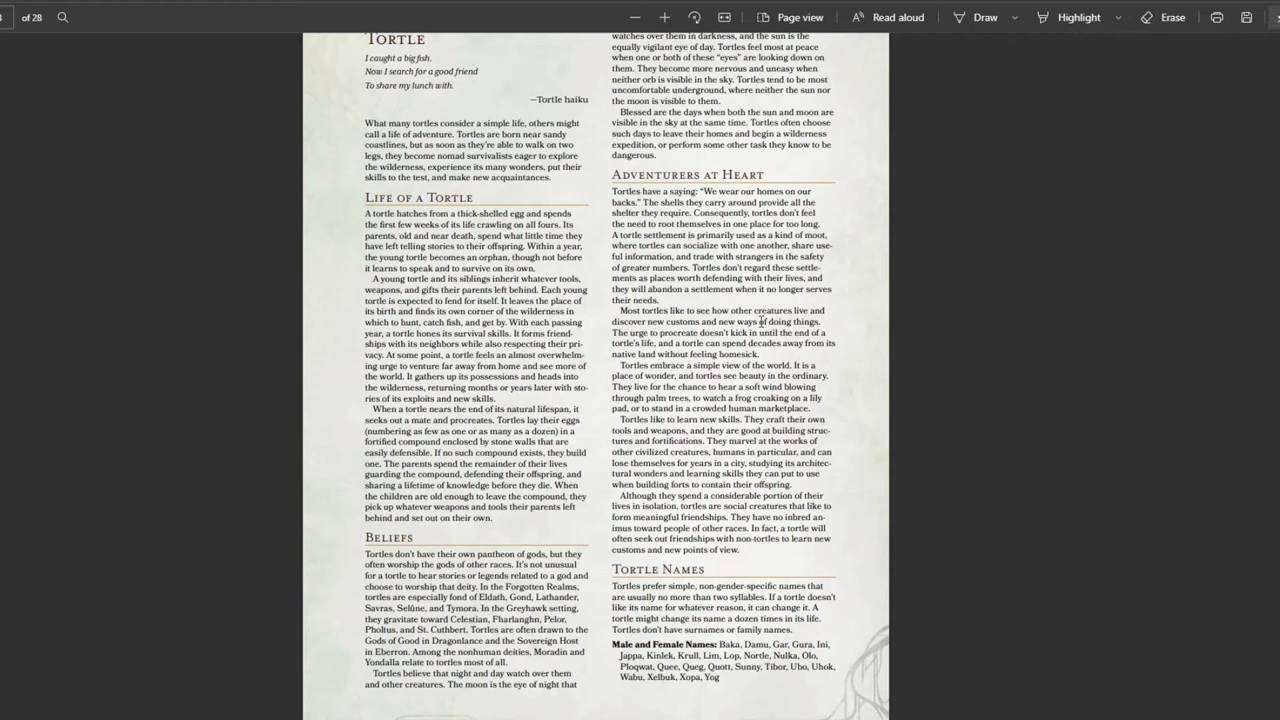 of 28
Page view
Read aloud
Draw
Highlight
Erase
TORTLE
I caught a big fish.
Now I search for a good friend
To share my lunch with.
—Tortle haiku
What many tortles consider a simple life, others might
call a life of adventure. Tortles are born near sandy
coastlines, but as soon as they're able to walk on two
legs, they become nomad survivalists eager to explore
the wilderness, experience its many wonders, put their
skills to the test, and make new acquaintances.
LIFE OF A TORTLE
A tortle hatches from a thick-shelled egg and spends
the first few weeks of its life crawling on all fours. Its
parents, old and near death, spend what little time they
have left telling stories to their offspring. Within a year,
the young tortle becomes an orphan, though not before
it learns to speak and to survive on its own.
A young tortle and its siblings inherit whatever tools,
weapons, and gifts their parents left behind. Each young
tortle is expected to fend for itself. It leaves the place of
its birth and finds its own corner of the wilderness in
which to hunt, catch fish, and get by. With each passing
year, a tortle hones its survival skills. It forms friend-
ships with its neighbors while also respecting their pri-
vacy. At some point, a tortle feels an almost overwhelm-
ing urge to venture far away from home and see more of
the world. It gathers up its possessions and heads into
the wilderness, returning months or years later with sto-
ries of its exploits and new skills.
When a tortle nears the end of its natural lifespan, it
seeks out a mate and procreates. Tortles lay their eggs
(numbering as few as one or as many as a dozen) in a
fortified compound enclosed by stone walls that are
easily defensible. If no such compound exists, they build
one. The parents spend the remainder of their lives
guarding the compound, defending their offspring, and
sharing a lifetime of knowledge before they die. When
the children are old enough to leave the compound, they
pick up whatever weapons and tools their parents left
behind and set out on their own.
BELIEFS
Tortles don't have their own pantheon of gods, but they
often worship the gods of other races. It's not unusual
for a tortle to hear stories or legends related to a god and
choose to worship that deity. In the Forgotten Realms,
tortles are especially fond of Eldath, Gond, Lathander,
Savras, Selûne, and Tymora. In the Greyhawk setting,
they gravitate toward Celestian, Fharlanghn, Pelor,
Pholtus, and St. Cuthbert. Tortles are often drawn to the
Gods of Good in Dragonlance and the Sovereign Host
in Eberron. Among the nonhuman deities, Moradin and
Yondalla relate to tortles most of all.
Tortles believe that night and day watch over them
and other creatures. The moon is the eye of night that
watches over them in darkness, and the sun is the
equally vigilant eye of day. Tortles feel most at peace
when one or both of these "eyes" are looking down on
them. They become more nervous and uneasy when
neither orb is visible in the sky. Tortles tend to be most
uncomfortable underground, where neither the sun nor
the moon is visible to them.
Blessed are the days when both the sun and moon are
visible in the sky at the same time. Tortles often choose
such days to leave their homes and begin a wilderness
expedition, or perform some other task they know to be
dangerous.
ADVENTURERS AT HEART
Tortles have a saying: "We wear our homes on our
backs." The shells they carry around provide all the
shelter they require. Consequently, tortles don't feel
the need to root themselves in one place for too long.
A tortle settlement is primarily used as a kind of moot,
where tortles can socialize with one another, share use-
ful information, and trade with strangers in the safety
of greater numbers. Tortles don't regard these settle-
ments as places worth defending with their lives, and
they will abandon a settlement when it no longer serves
their needs.
Most tortles like to see how other creatures live and
discover new customs and new ways of doing things.
The urge to procreate doesn't kick in until the end of a
tortle's life, and a tortle can spend decades away from its
native land without feeling homesick.
Tortles embrace a simple view of the world. It is a
place of wonder, and tortles see beauty in the ordinary.
They live for the chance to hear a soft wind blowing
through palm trees, to watch a frog croaking on a lily
pad, or to stand in a crowded human marketplace.
Tortles like to learn new skills. They craft their own
tools and weapons, and they are good at building struc-
tures and fortifications. They marvel at the works of
other civilized creatures, humans in particular, and can
lose themselves for years in a city, studying its architec-
tural wonders and learning skills they can put to use
when building forts to contain their offspring.
Although they spend a considerable portion of their
lives in isolation, tortles are social creatures that like to
form meaningful friendships. They have no inbred an-
imus toward people of other races. In fact, a tortle will
often seek out friendships with non-tortles to learn new
customs and new points of view.
TORTLE NAMES
Tortles prefer simple, non-gender-specific names that
are usually no more than two syllables. If a tortle doesn't
like its name for whatever reason, it can change it. A
tortle might change its name a dozen times in its life.
Tortles don't have surnames or family names.
Male and Female Names: Baka, Damu, Gar, Gura, Ini,
Jappa, Kinlek, Krull, Lim, Lop, Nortle, Nulka, Olo,
Ploqwat, Quee, Queg, Quott, Sunny, Tibor, Ubo, Uhok,
Wabu, Xelbuk, Xopa, Yog